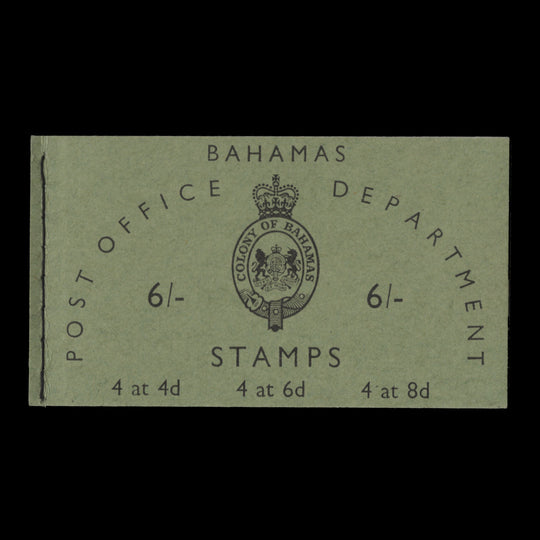 BAHAMAS
POST OFFICE DEPARTMENT
COLONY OF BAHAMAS
6/- 6/-
STAMPS
4 at 4d 4 at 6d 4 at 8d